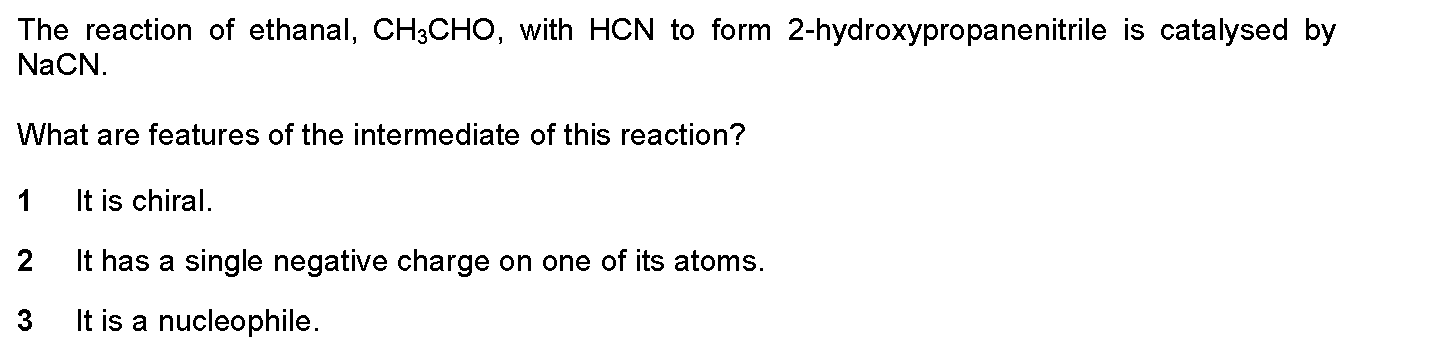 The reaction of ethanal, CH₃CHO, with HCN to form 2-hydroxypropanenitrile is catalysed by
NaCN.
What are features of the intermediate of this reaction?
1 It is chiral.
2 It has a single negative charge on one of its atoms.
3 It is a nucleophile.